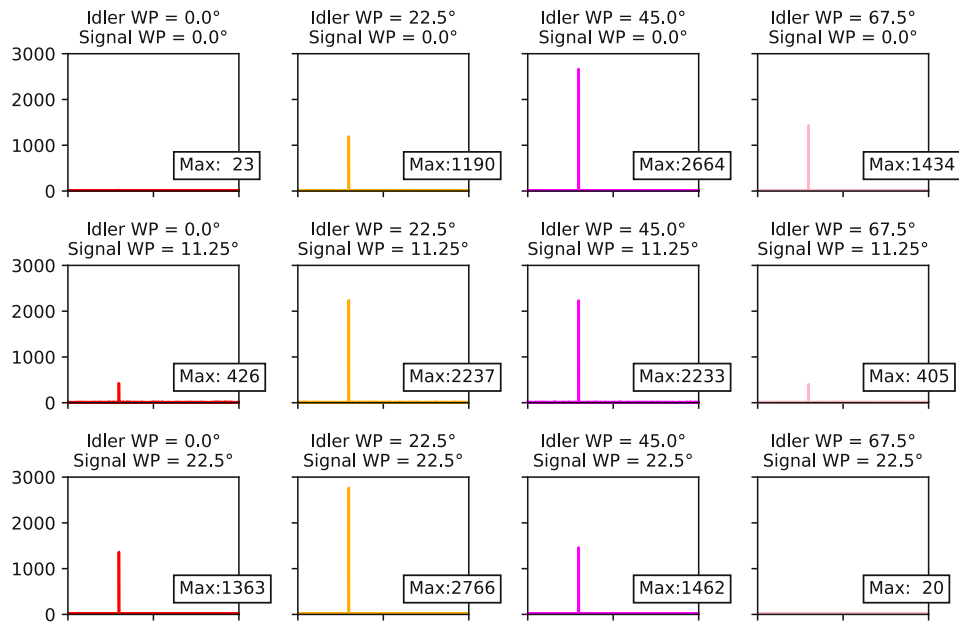 Idler WP = 0.0°
Signal WP = 0.0°
Idler WP = 22.5°
Signal WP = 0.0°
Idler WP = 45.0°
Signal WP = 0.0°
Idler WP = 67.5°
Signal WP = 0.0°
3000
2000
1000
0
Max: 23
Max:1190
Max:2664
Max:1434
Idler WP = 0.0°
Signal WP = 11.25°
Idler WP = 22.5°
Signal WP = 11.25°
Idler WP = 45.0°
Signal WP = 11.25°
Idler WP = 67.5°
Signal WP = 11.25°
3000
2000
1000
0
Max: 426
Max:2237
Max:2233
Max: 405
Idler WP = 0.0°
Signal WP = 22.5°
Idler WP = 22.5°
Signal WP = 22.5°
Idler WP = 45.0°
Signal WP = 22.5°
Idler WP = 67.5°
Signal WP = 22.5°
3000
2000
1000
0
Max:1363
Max:2766
Max:1462
Max: 20